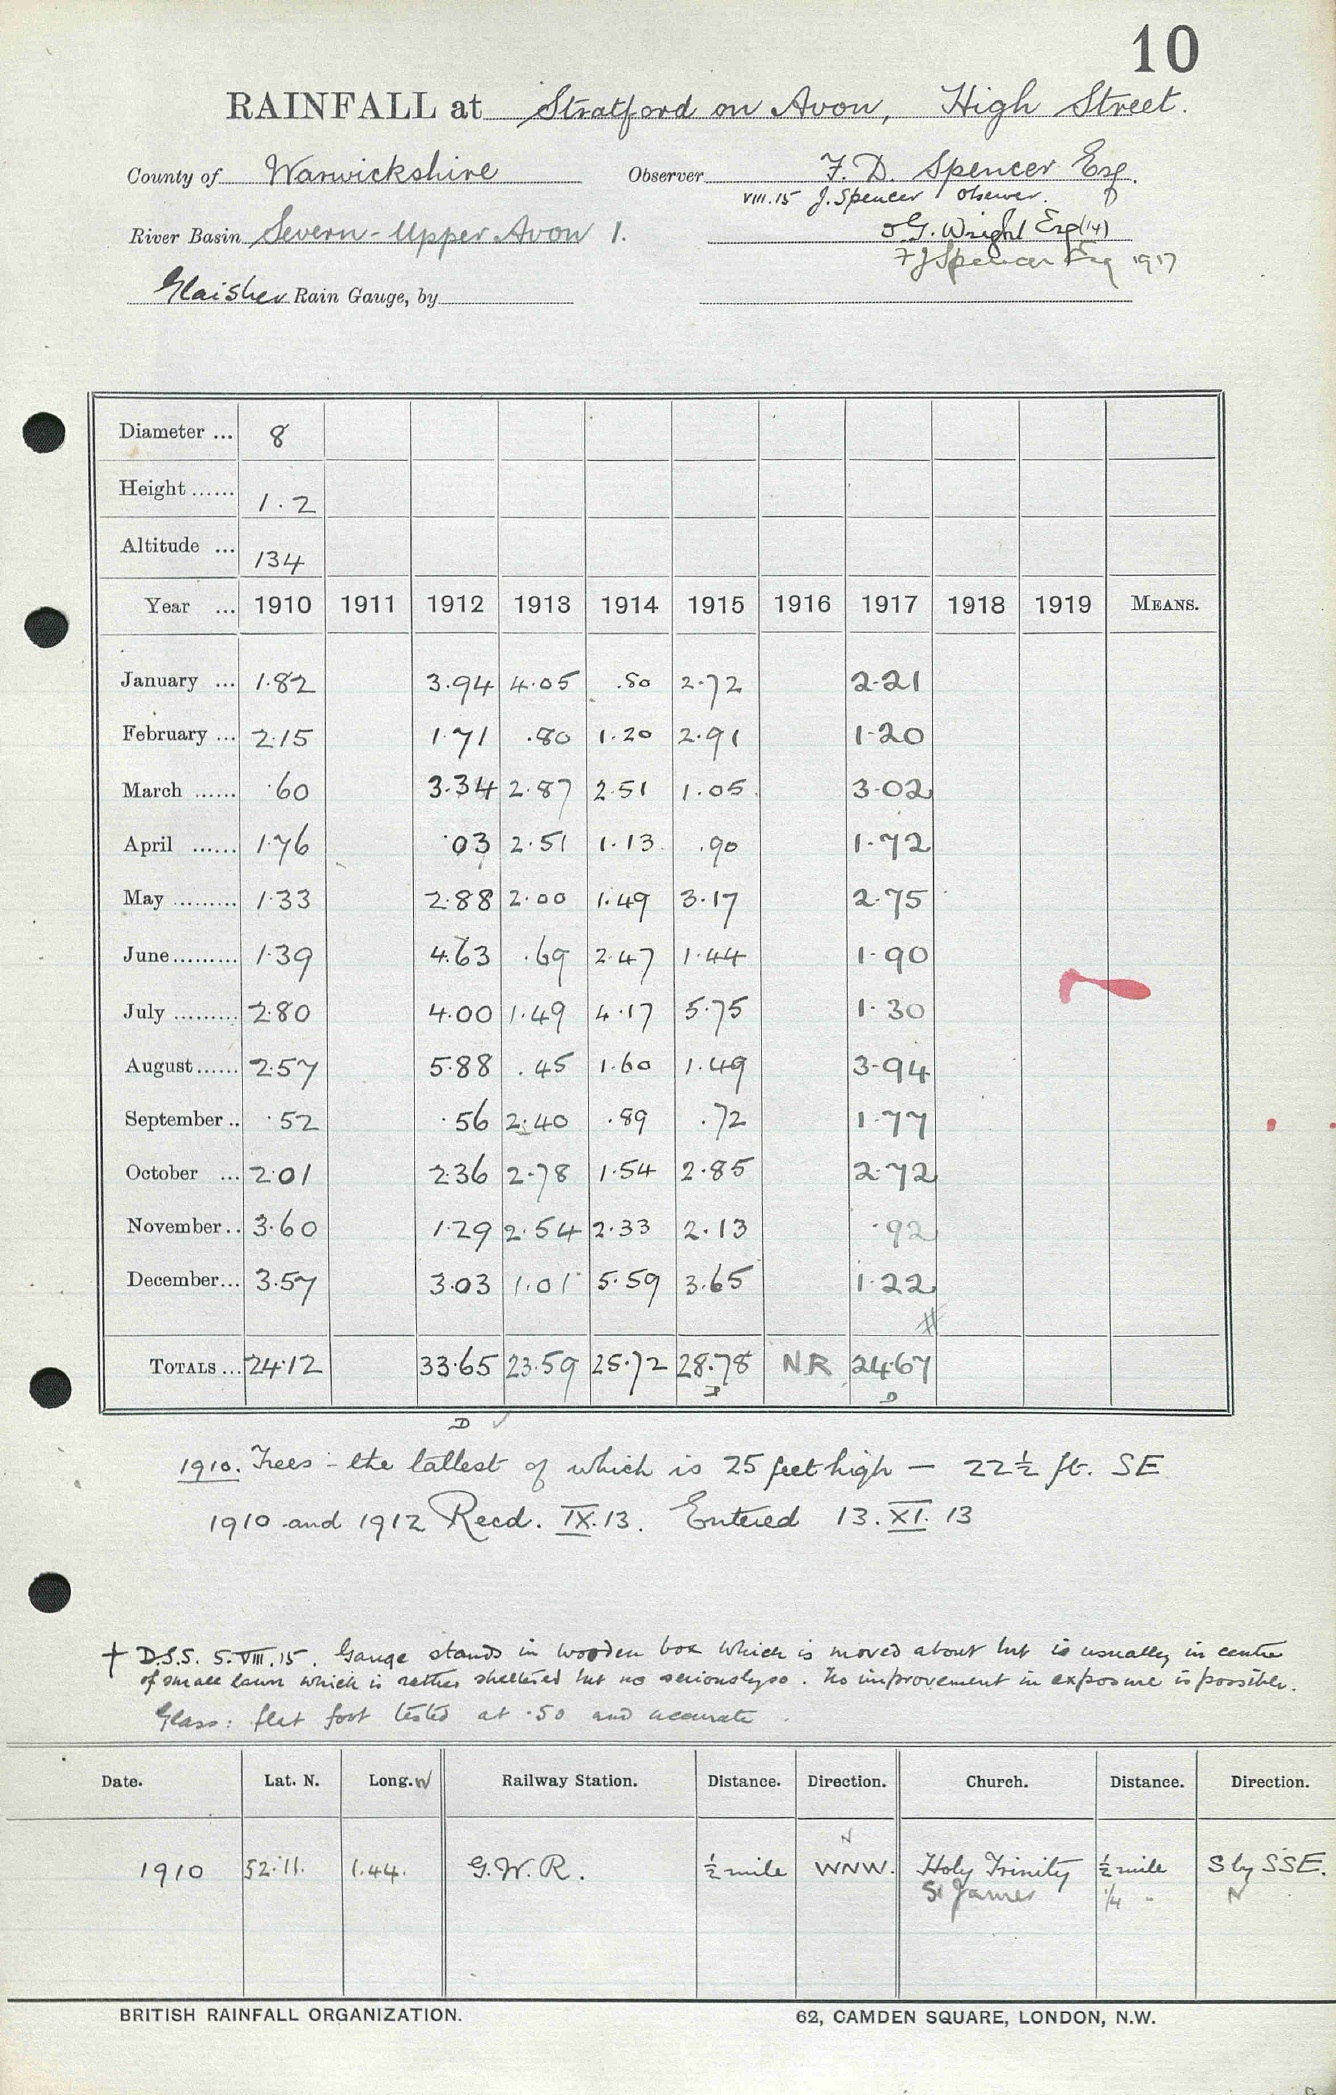 10
RAINFALL at Stratford on Avon, High Street.
County of Warwickshire Observer F. D. Spencer Esq.
VIII.15 J. Spencer Observer.
River Basin Severn - Upper Avon 1. G. Wright Esq (14)
F J Spencer Esq 1917
Glaisher Rain Gauge, by
Diameter ... 8
Height ...... 1.2
Altitude ... 134
Year ... 1910 1911 1912 1913 1914 1915 1916 1917 1918 1919 MEANS.
January ... 1.82 3.94 4.05 .80 2.72 2.21
February ... 2.15 1.71 .80 1.20 2.91 1.20
March ...... .60 3.34 2.87 2.51 1.05 3.02
April ...... 1.76 .03 2.51 1.13 .90 1.72
May ......... 1.33 2.88 2.00 1.49 3.17 2.75
June......... 1.39 4.63 .69 2.47 1.44 1.90
July ......... 2.80 4.00 1.49 4.17 5.75 1.30
August...... 2.57 5.88 .45 1.60 1.49 3.94
September .. .52 .56 2.40 .89 .72 1.77
October ... 2.01 2.36 2.78 1.54 2.85 2.72
November.. 3.60 1.29 2.54 2.33 2.13 .92
December... 3.57 3.03 1.01 5.59 3.65 1.22
#
TOTALS ... 24.12 33.65 23.59 25.72 28.78 N.R. 24.67
D D
1910. Trees - the tallest of which is 25 feet high — 22½ ft. SE
1910 and 1912 Recd. IX.13. Entered 13.XI.13
† D.S.S. 5.VIII.15. Gauge stands in wooden box which is moved about but is usually in centre
of small lawn which is rather sheltered but no seriously so. No improvement in exposure is possible.
Glass: flat foot tested at .50 and accurate.
Date. Lat. N. Long. W Railway Station. Distance. Direction. Church. Distance. Direction.
N
1910 52.11. 1.44. G.W.R. ½ mile WNW. Holy Trinity ½ mile S by SSE.
St James ¼ " N
BRITISH RAINFALL ORGANIZATION. 62, CAMDEN SQUARE, LONDON, N.W.